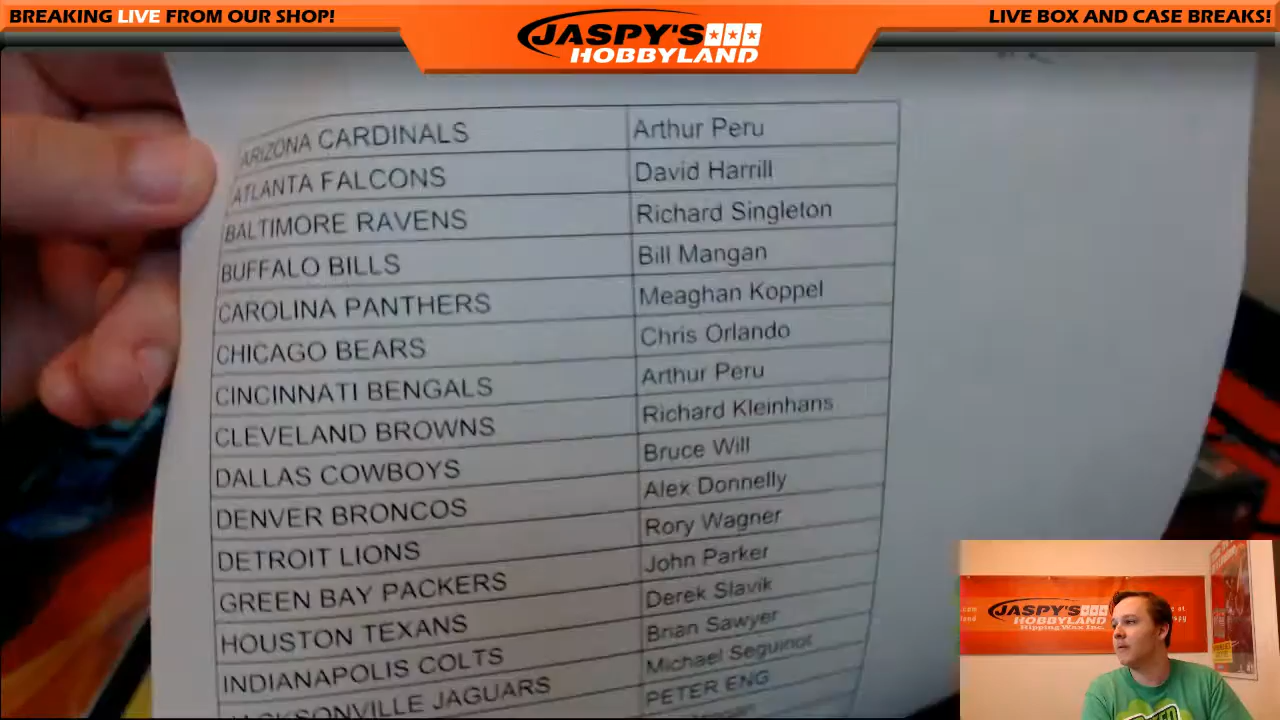 BREAKING LIVE FROM OUR SHOP!
JASPY'S
HOBBYLAND
LIVE BOX AND CASE BREAKS!
ARIZONA CARDINALS Arthur Peru
ATLANTA FALCONS David Harrill
BALTIMORE RAVENS Richard Singleton
BUFFALO BILLS Bill Mangan
CAROLINA PANTHERS Meaghan Koppel
CHICAGO BEARS Chris Orlando
CINCINNATI BENGALS Arthur Peru
CLEVELAND BROWNS Richard Kleinhans
DALLAS COWBOYS Bruce Will
DENVER BRONCOS Alex Donnelly
DETROIT LIONS Rory Wagner
GREEN BAY PACKERS John Parker
HOUSTON TEXANS Derek Slavik
INDIANAPOLIS COLTS Brian Sawyer
JACKSONVILLE JAGUARS Michael Seguinot
PETER ENG
JASPY'S
HOBBYLAND
Ripping Wax Inc.